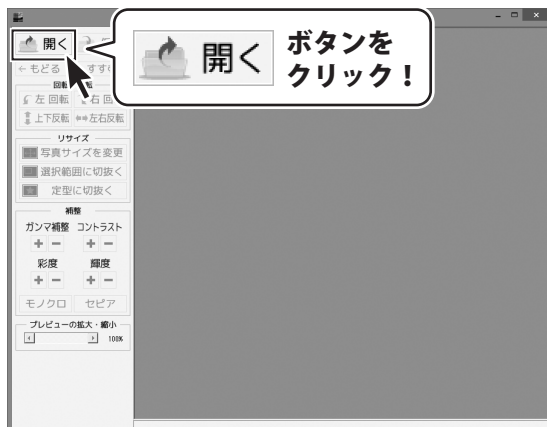 開く
開く ボタンを
クリック！
← もどる すすむ
左回転
上下反転 左右反転
リサイズ
写真サイズを変更
選択範囲に切抜く
定型に切抜く
補整
ガンマ補整 コントラスト
+ − + −
彩度 輝度
+ − + −
モノクロ セピア
プレビューの拡大・縮小
100%